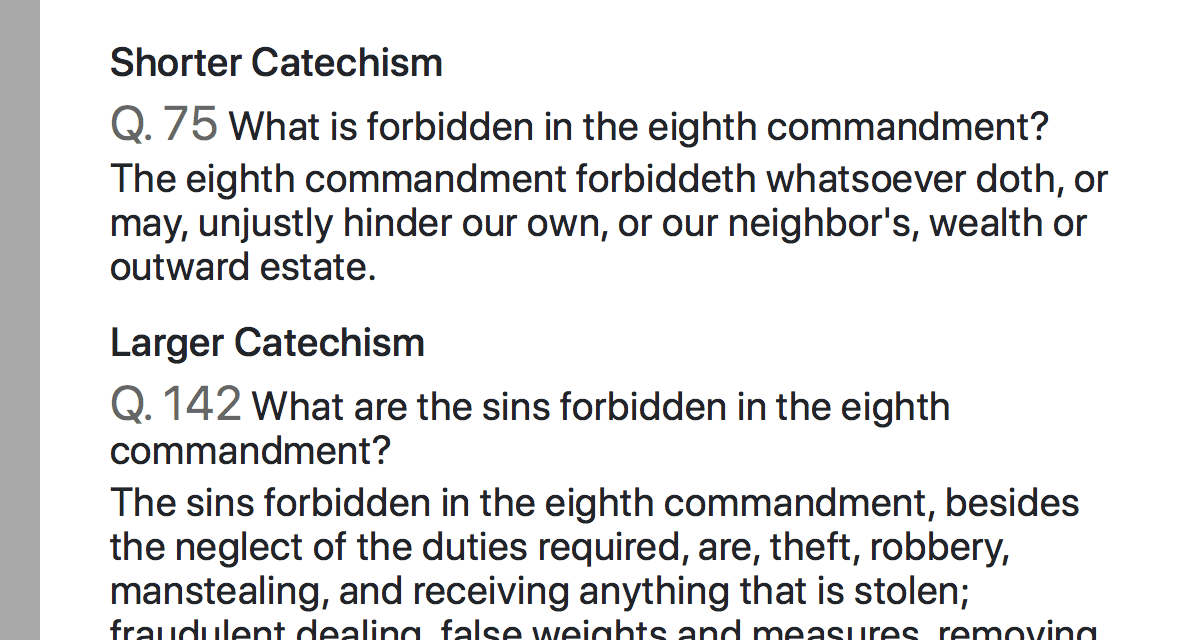 Shorter Catechism
Q. 75 What is forbidden in the eighth commandment?
The eighth commandment forbiddeth whatsoever doth, or
may, unjustly hinder our own, or our neighbor's, wealth or
outward estate.
Larger Catechism
Q. 142 What are the sins forbidden in the eighth
commandment?
The sins forbidden in the eighth commandment, besides
the neglect of the duties required, are, theft, robbery,
manstealing, and receiving anything that is stolen;
fraudulent dealing, false weights and measures, removing